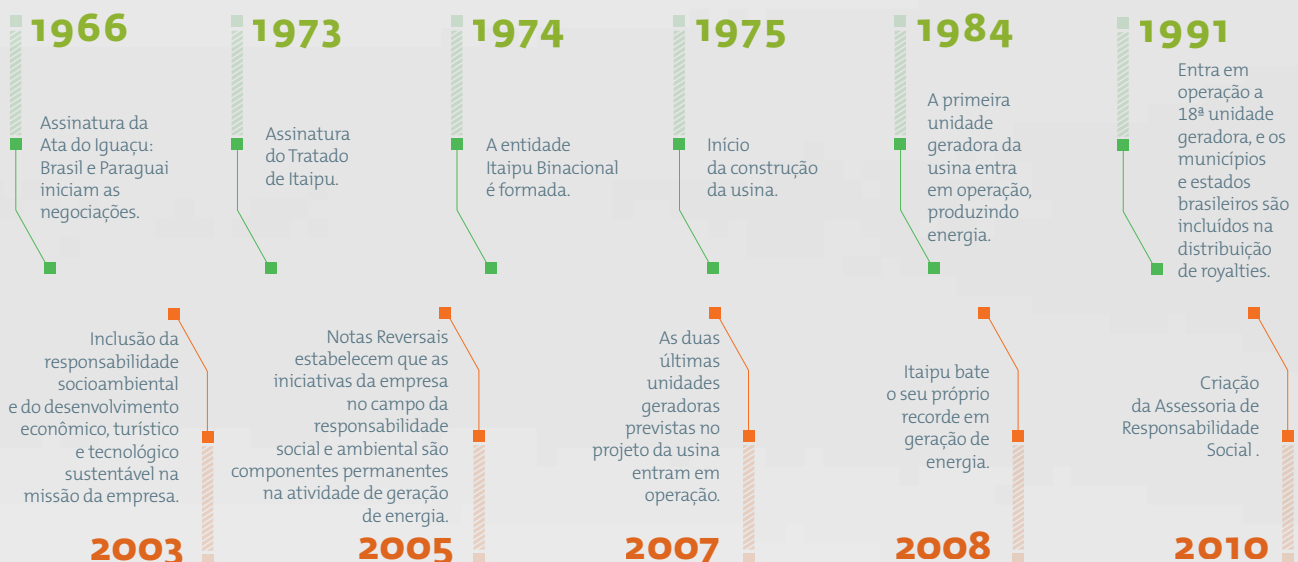 1966
Assinatura da
Ata do Iguaçu:
Brasil e Paraguai
iniciam as
negociações.
1973
Assinatura
do Tratado
de Itaipu.
1974
A entidade
Itaipu Binacional
é formada.
1975
Início
da construção
da usina.
1984
A primeira
unidade
geradora da
usina entra
em operação,
produzindo
energia.
1991
Entra em
operação a
18ª unidade
geradora, e os
municípios
e estados
brasileiros são
incluídos na
distribuição
de royalties.
Inclusão da
responsabilidade
socioambiental
e do desenvolvimento
econômico, turístico
e tecnológico
sustentável na
missão da empresa.
2003
Notas Reversais
estabelecem que as
iniciativas da empresa
no campo da
responsabilidade
social e ambiental são
componentes permanentes
na atividade de geração
de energia.
2005
As duas
últimas
unidades
geradoras
previstas no
projeto da usina
entram em
operação.
2007
Itaipu bate
o seu próprio
recorde em
geração de
energia.
2008
Criação
da Assessoria de
Responsabilidade
Social .
2010